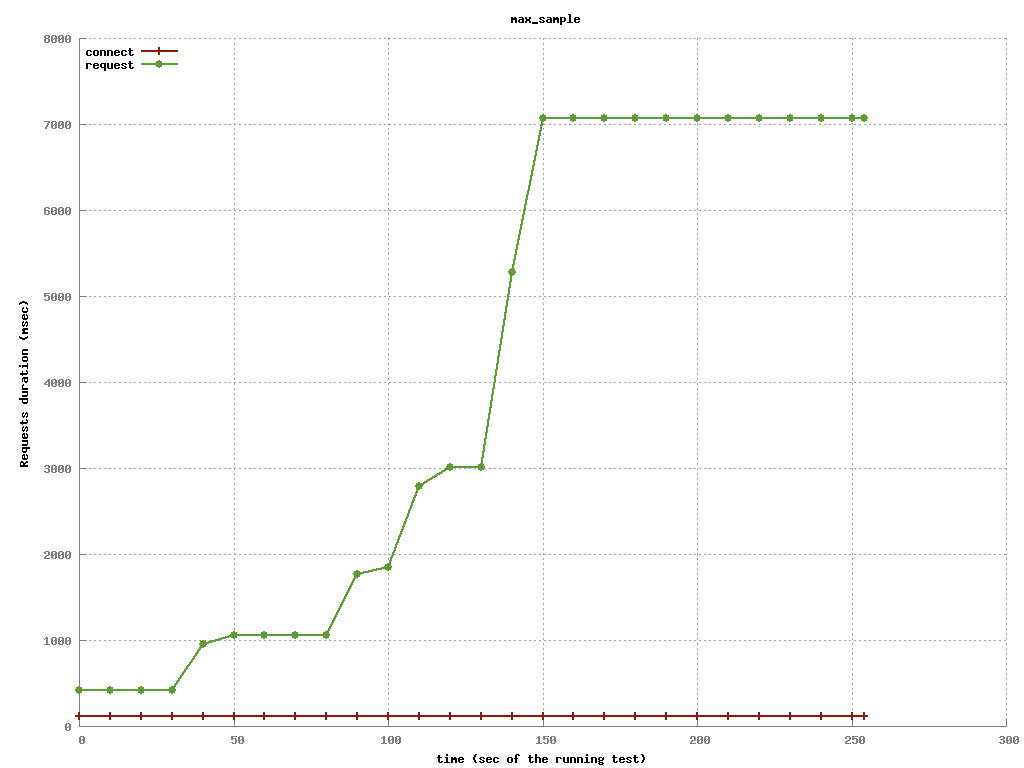 max_sample
8000
connect
request
7000
6000
5000
4000
3000
2000
1000
0
Requests duration (msec)
0 50 100 150 200 250 300
time (sec of the running test)